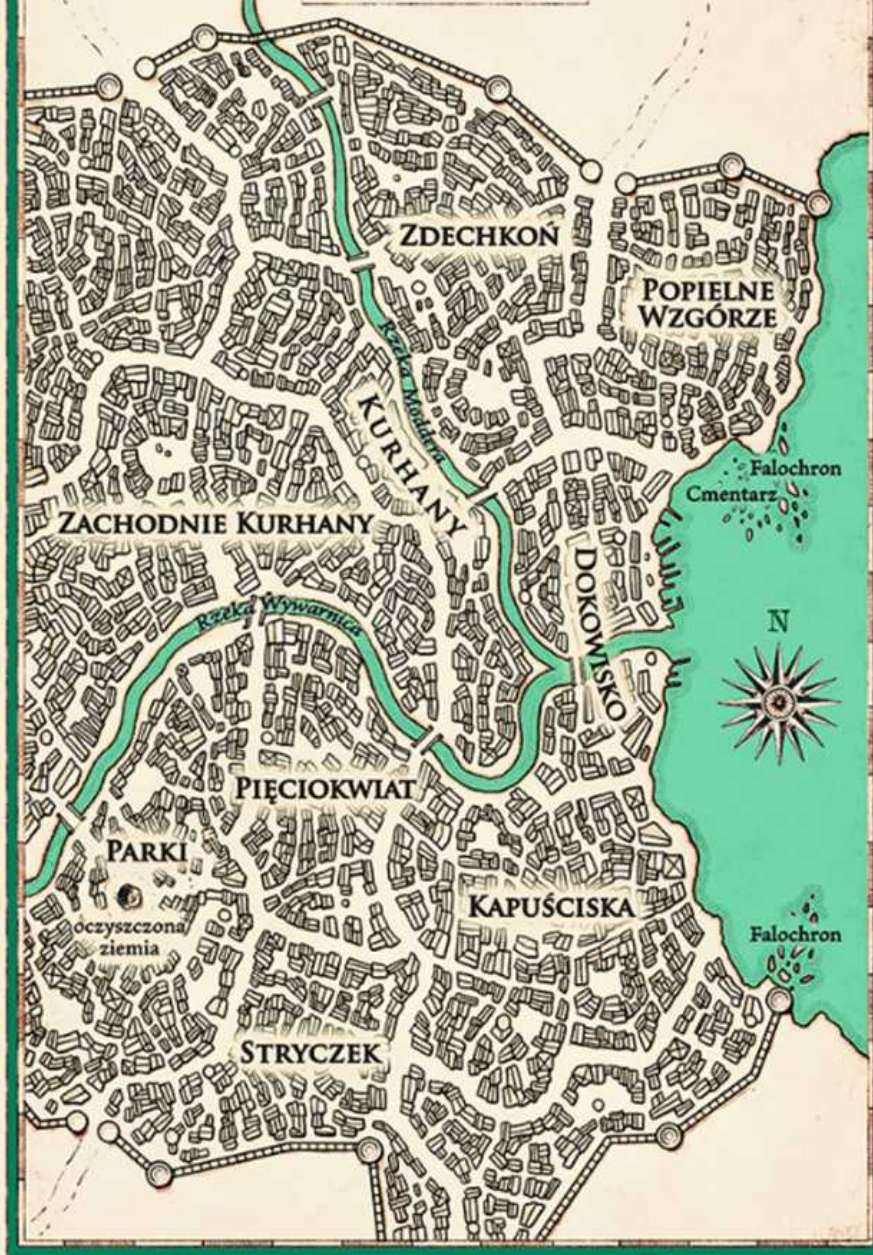 ZDECHKOŃ
POPIELNE
WZGÓRZE
Rzeka Moddera
KURHANY
Falochron
Cmentarz
ZACHODNIE KURHANY
DOKOWISKO
Rzeka Wywarnica
N
PIĘCIOKWIAT
PARKI
oczyszczona
ziemia
KAPUŚCISKA
Falochron
STRYCZEK